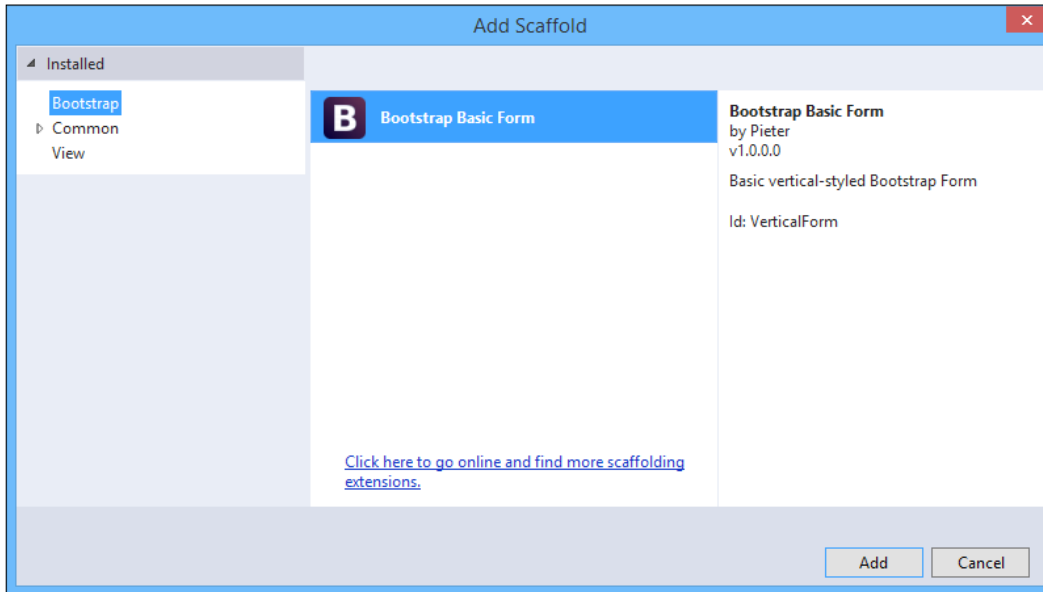 Add Scaffold
Installed
Bootstrap
Common
View
B
Bootstrap Basic Form
Click here to go online and find more scaffolding
extensions.
Bootstrap Basic Form
by Pieter
v1.0.0.0
Basic vertical-styled Bootstrap Form
Id: VerticalForm
Add
Cancel